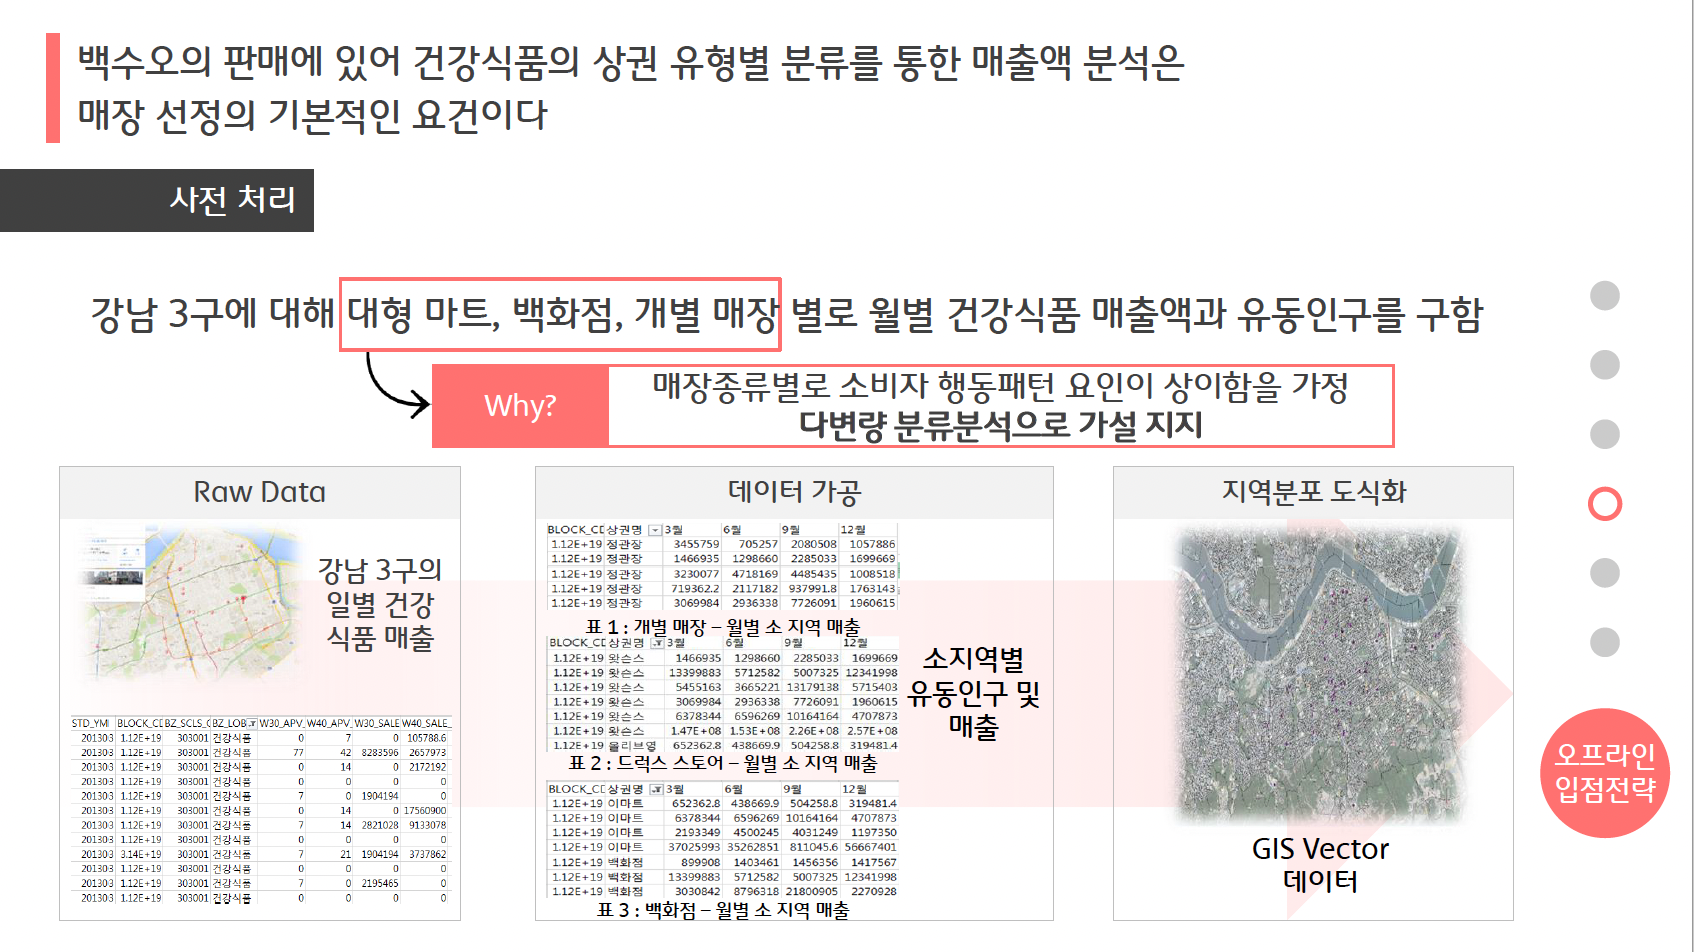 백수오의 판매에 있어 건강식품의 상권 유형별 분류를 통한 매출액 분석은
매장 선정의 기본적인 요건이다
사전 처리
강남 3구에 대해 대형 마트, 백화점, 개별 매장 별로 월별 건강식품 매출액과 유동인구를 구함
Why?
매장종류별로 소비자 행동패턴 요인이 상이함을 가정
다변량 분류분석으로 가설 지지
Raw Data
강남 3구의
일별 건강
식품 매출
STD_YMI BLOCK_CD BZ_SCLS_C BZ_LOB W30_APV_ W40_APV_ W30_SALE W40_SALE_
201303 1.12E+19 303001 건강식품 0 7 0 105788.6
201303 1.12E+19 303001 건강식품 77 42 8283596 2657973
201303 1.12E+19 303001 건강식품 0 14 0 2172192
201303 1.12E+19 303001 건강식품 0 0 0 0
201303 1.12E+19 303001 건강식품 7 0 1904194 0
201303 1.12E+19 303001 건강식품 0 14 0 17560900
201303 1.12E+19 303001 건강식품 7 14 2821028 9133078
201303 1.12E+19 303001 건강식품 0 0 0 0
201303 3.14E+19 303001 건강식품 7 21 1904194 3737862
201303 1.12E+19 303001 건강식품 0 0 0 0
201303 1.12E+19 303001 건강식품 7 0 2195465 0
201303 1.12E+19 303001 건강식품 0 0 0 0
데이터 가공
BLOCK_CD 상권명 3월 6월 9월 12월
1.12E+19 정관장 3455759 705257 2080508 1057886
1.12E+19 정관장 1466935 1298660 2285033 1699669
1.12E+19 정관장 3230077 4718169 4485435 1008518
1.12E+19 정관장 719362.2 2117182 937991.8 1763143
1.12E+19 정관장 3069984 2936338 7726091 1960615
표 1 : 개별 매장 – 월별 소 지역 매출
BLOCK_CD 상권명 3월 6월 9월 12월
1.12E+19 왓슨스 1466935 1298660 2285033 1699669
1.12E+19 왓슨스 13399883 5712582 5007325 12341998
1.12E+19 왓슨스 5455163 3665221 13179138 5715403
1.12E+19 왓슨스 3069984 2936338 7726091 1960615
1.12E+19 왓슨스 6378344 6596269 10164164 4707873
1.12E+19 왓슨스 1.47E+08 1.53E+08 2.26E+08 2.57E+08
1.12E+19 올리브영 652362.8 438669.9 504258.8 319481.4
표 2 : 드럭스 스토어 – 월별 소 지역 매출
BLOCK_CD 상권명 3월 6월 9월 12월
1.12E+19 이마트 652362.8 438669.9 504258.8 319481.4
1.12E+19 이마트 6378344 6596269 10164164 4707873
1.12E+19 이마트 2193349 4500245 4031249 1197350
1.12E+19 이마트 37025993 35262851 811045.6 56667401
1.12E+19 백화점 899908 1403461 1456356 1417567
1.12E+19 백화점 13399883 5712582 5007325 12341998
1.12E+19 백화점 3030842 8796318 21800905 2270928
표 3 : 백화점 – 월별 소 지역 매출
소지역별
유동인구 및
매출
지역분포 도식화
GIS Vector
데이터
오프라인
입점전략